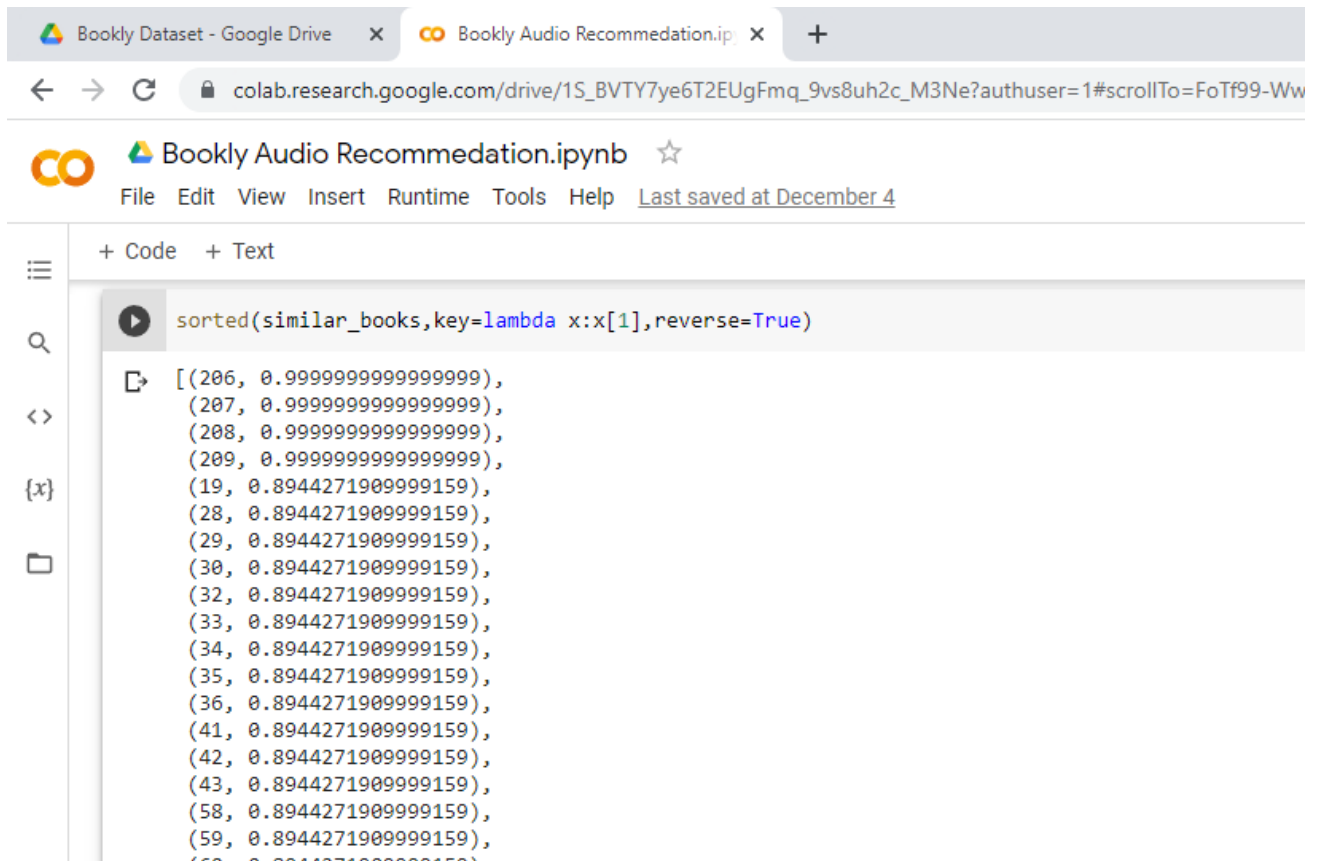 Bookly Dataset - Google Drive
Bookly Audio Recommedation.ip
colab.research.google.com/drive/1S_BVTY7ye6T2EUgFmq_9vs8uh2c_M3Ne?authuser=1#scrollTo=FoTf99-Ww
Bookly Audio Recommedation.ipynb
File Edit View Insert Runtime Tools Help Last saved at December 4
+ Code + Text
sorted(similar_books,key=lambda x:x[1],reverse=True)
[(206, 0.9999999999999999),
(207, 0.9999999999999999),
(208, 0.9999999999999999),
(209, 0.9999999999999999),
(19, 0.8944271909999159),
(28, 0.8944271909999159),
(29, 0.8944271909999159),
(30, 0.8944271909999159),
(32, 0.8944271909999159),
(33, 0.8944271909999159),
(34, 0.8944271909999159),
(35, 0.8944271909999159),
(36, 0.8944271909999159),
(41, 0.8944271909999159),
(42, 0.8944271909999159),
(43, 0.8944271909999159),
(58, 0.8944271909999159),
(59, 0.8944271909999159),